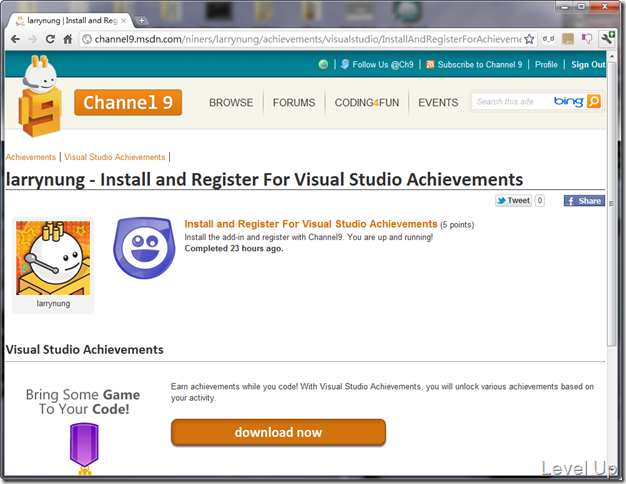 larrynung | Install and Reg
channel9.msdn.com/niners/larrynung/achievements/visualstudio/InstallAndRegisterForAchieveme
Follow Us @Ch9 | Subscribe to Channel 9 | Profile | Sign Out
9
Channel 9
BROWSE FORUMS CODING4FUN EVENTS
Search this site bing
Achievements | Visual Studio Achievements |
larrynung - Install and Register For Visual Studio Achievements
Tweet 0 Share
Install and Register For Visual Studio Achievements (5 points)
Install the add-in and register with Channel9. You are up and running!
Completed 23 hours ago.
larrynung
Visual Studio Achievements
Bring Some Game
To Your Code!
Earn achievements while you code! With Visual Studio Achievements, you will unlock various achievements based on
your activity.
download now
Level Up